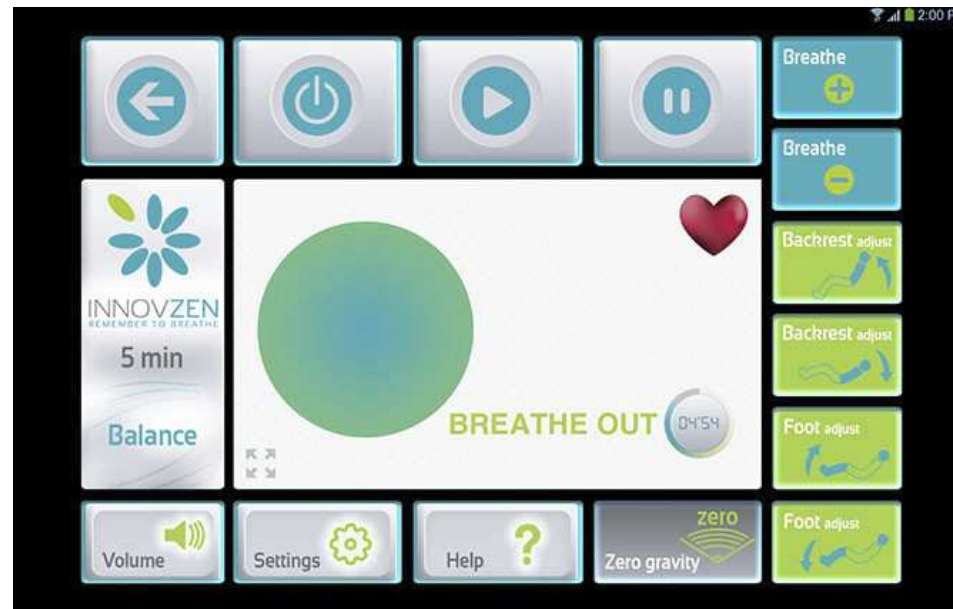 2:00 P
Breathe
Breathe
INNOVZEN
REMEMBER TO BREATHE
5 min
Balance
BREATHE OUT
04'54
Backrest adjust
Backrest adjust
Foot adjust
Foot adjust
Volume
Settings
Help
zero
Zero gravity